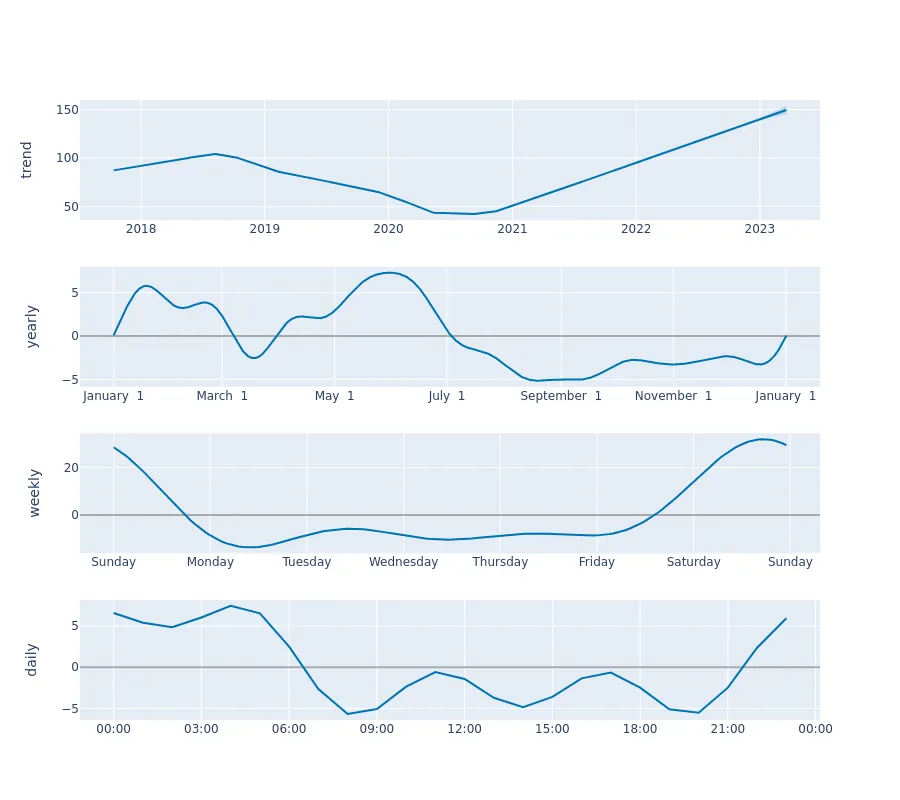 trend
150
100
50
2018 2019 2020 2021 2022 2023
yearly
5
0
−5
January 1 March 1 May 1 July 1 September 1 November 1 January 1
weekly
20
0
Sunday Monday Tuesday Wednesday Thursday Friday Saturday Sunday
daily
5
0
−5
00:00 03:00 06:00 09:00 12:00 15:00 18:00 21:00 00:00